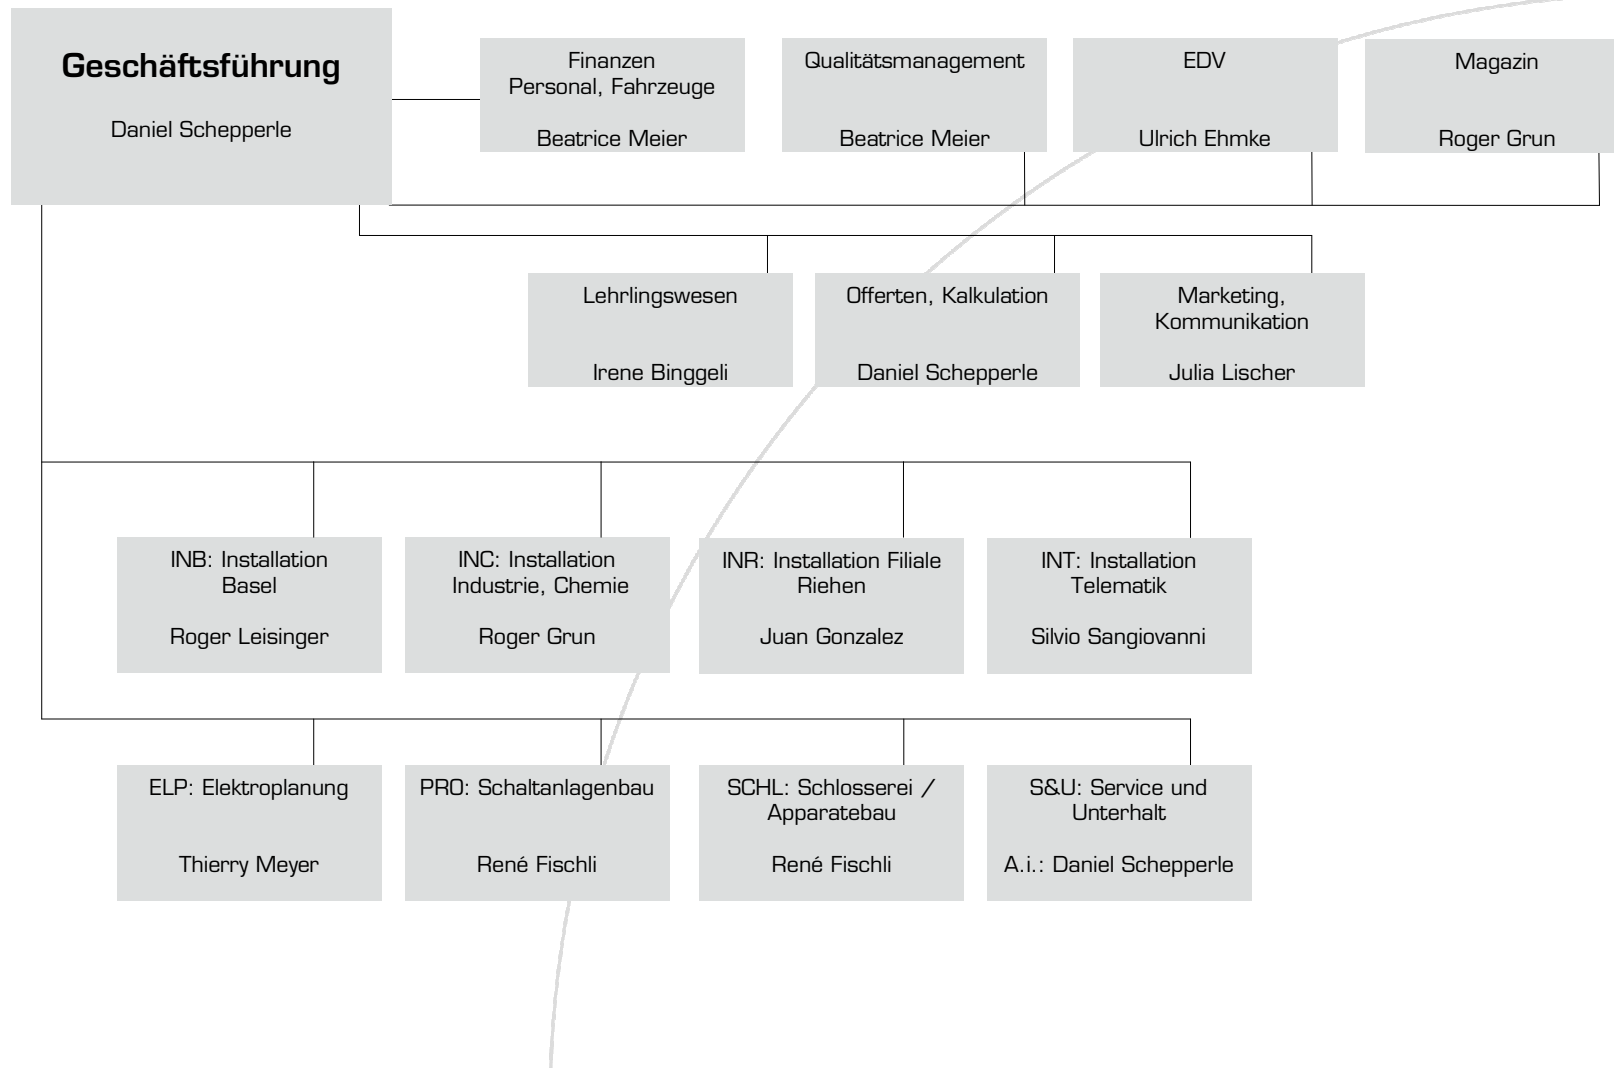 Geschäftsführung
Daniel Schepperle
Finanzen
Personal, Fahrzeuge
Beatrice Meier
Qualitätsmanagement
Beatrice Meier
EDV
Ulrich Ehmke
Magazin
Roger Grun
Lehrlingswesen
Irene Binggeli
Offerten, Kalkulation
Daniel Schepperle
Marketing,
Kommunikation
Julia Lischer
INB: Installation
Basel
Roger Leisinger
INC: Installation
Industrie, Chemie
Roger Grun
INR: Installation Filiale
Riehen
Juan Gonzalez
INT: Installation
Telematik
Silvio Sangiovanni
ELP: Elektroplanung
Thierry Meyer
PRO: Schaltanlagenbau
René Fischli
SCHL: Schlosserei /
Apparatebau
René Fischli
S&U: Service und
Unterhalt
A.i.: Daniel Schepperle